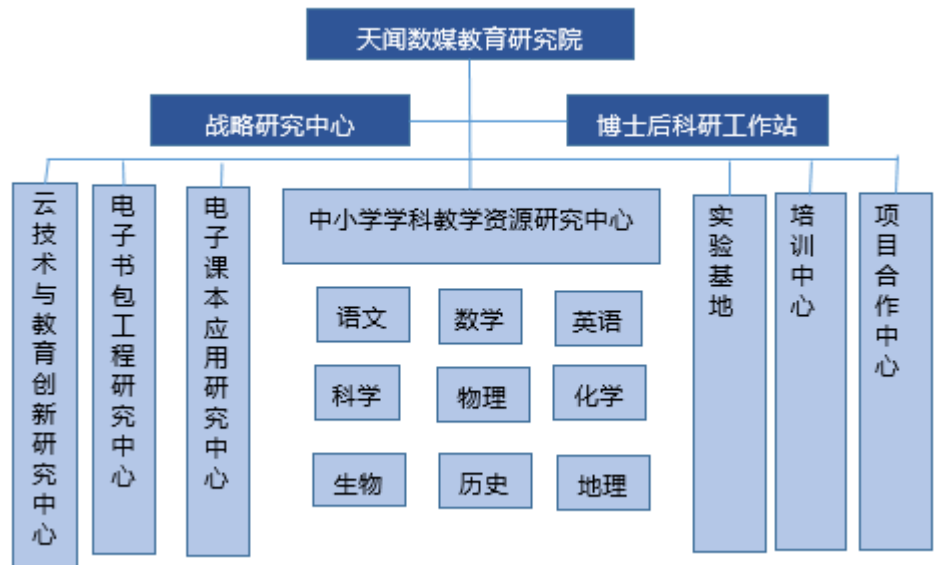 天闻数媒教育研究院
战略研究中心
博士后科研工作站
云技术与教育创新研究中心
电子书包工程研究中心
电子课本应用研究中心
中小学学科教学资源研究中心
语文
数学
英语
科学
物理
化学
生物
历史
地理
实验基地
培训中心
项目合作中心